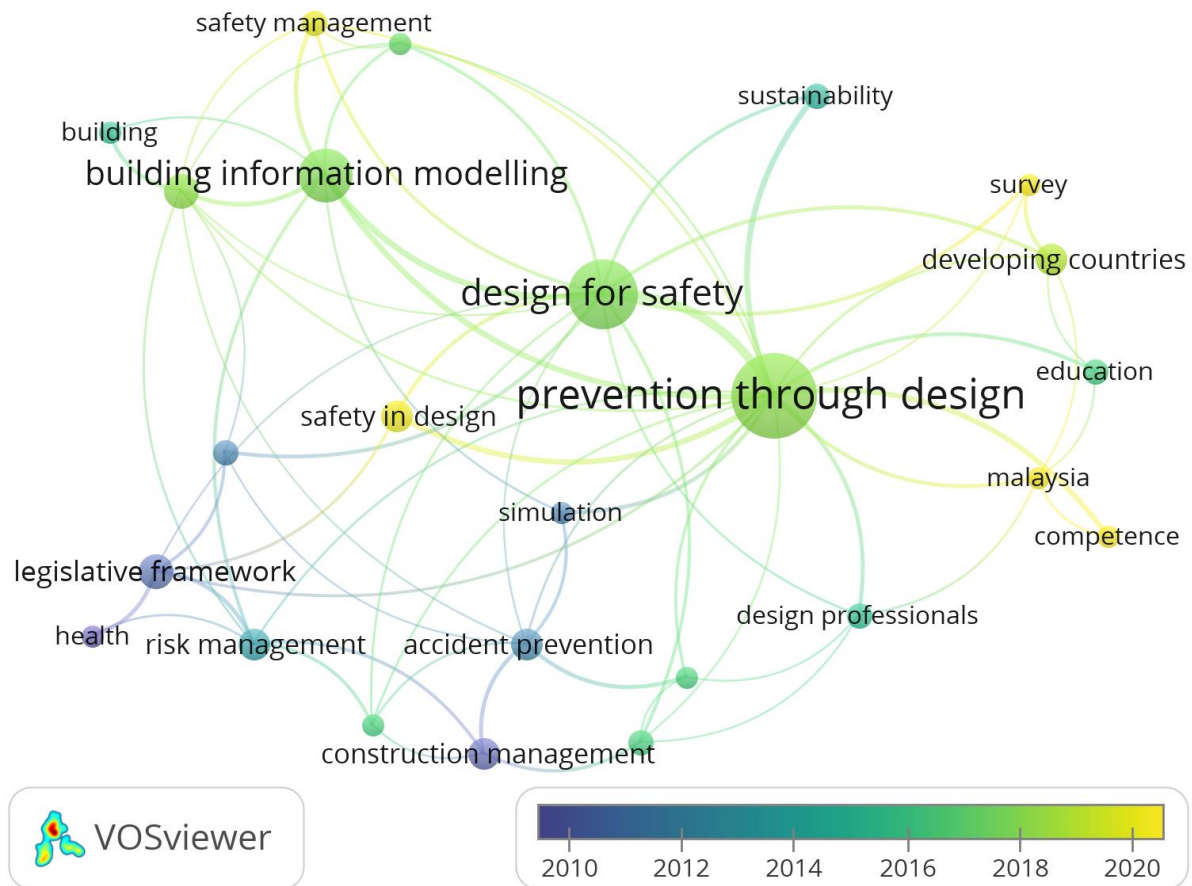 safety management
sustainability
building
building information modelling
survey
developing countries
design for safety
education
prevention through design
safety in design
malaysia
simulation
competence
legislative framework
design professionals
health
risk management
accident prevention
construction management
VOSviewer
2010 2012 2014 2016 2018 2020